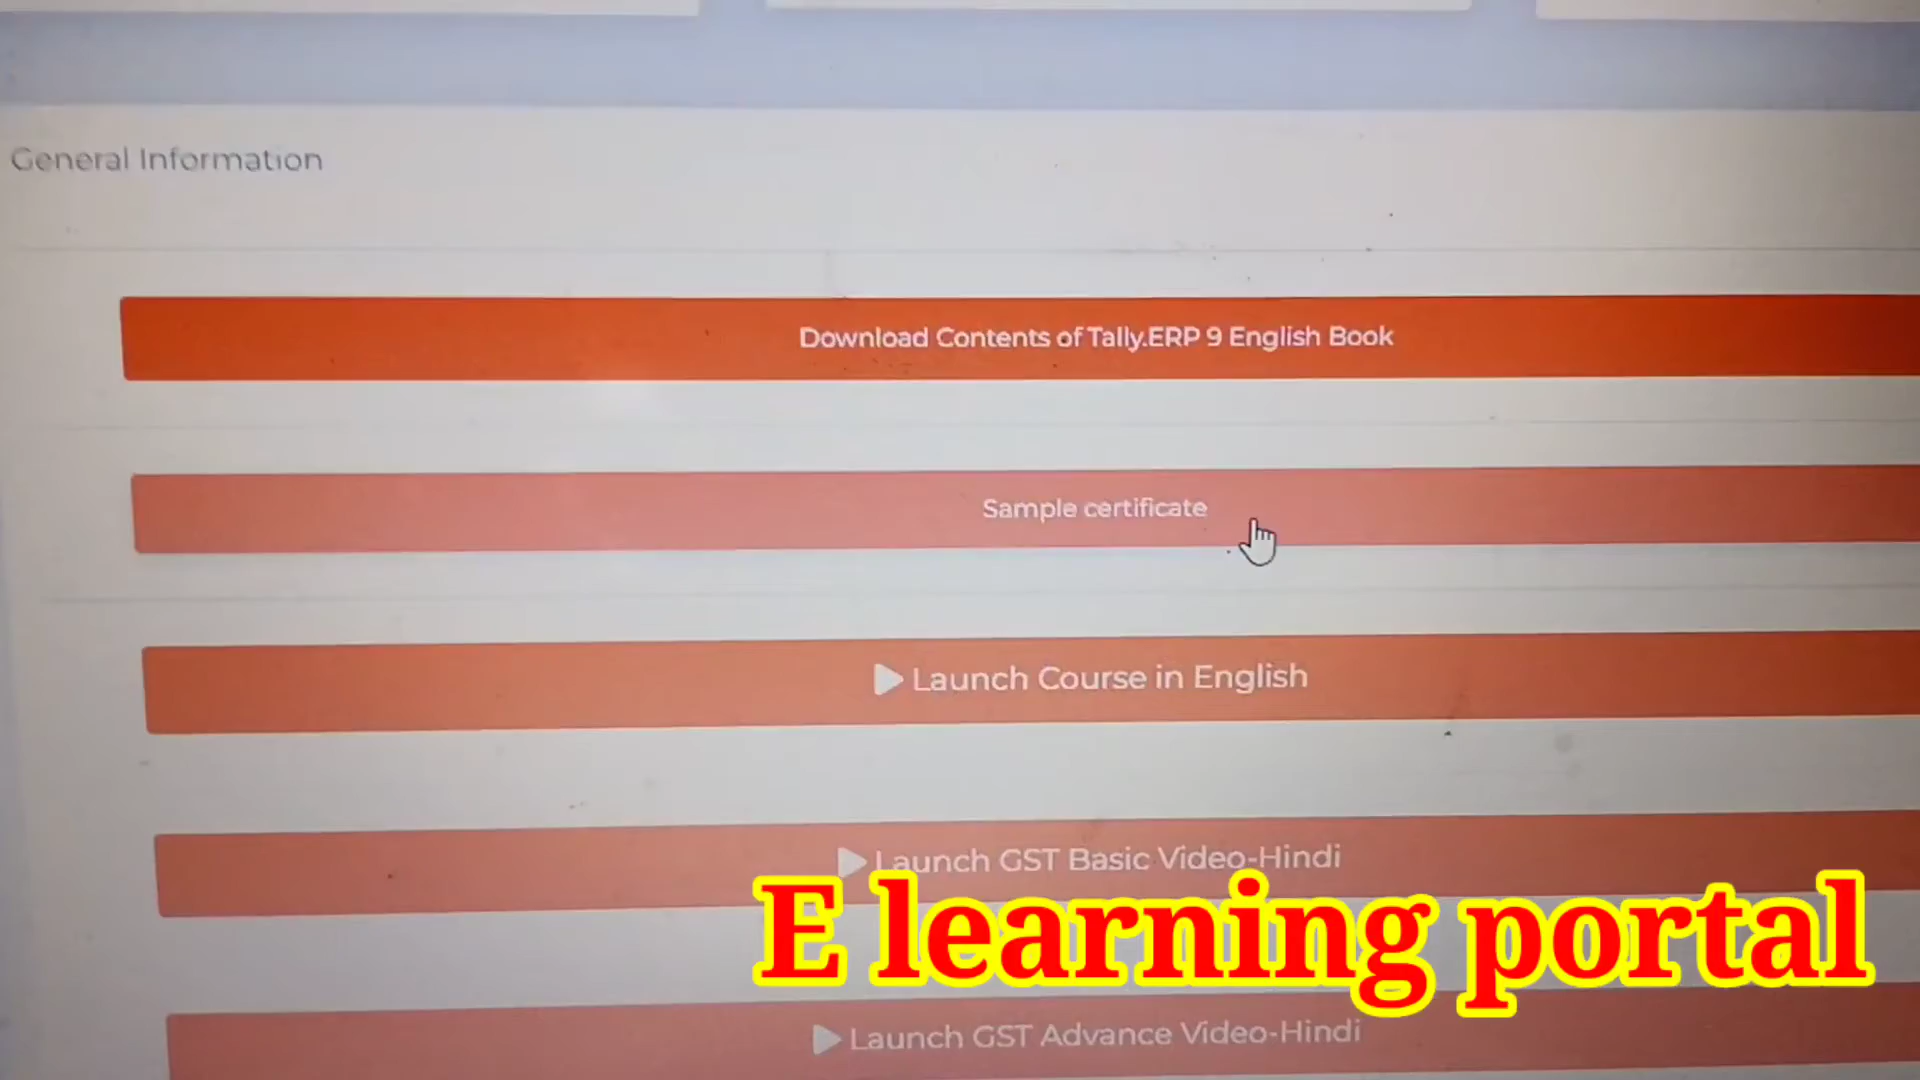 General Information
Download Contents of Tally.ERP 9 English Book
Sample certificate
Launch Course in English
Launch GST Basic Video-Hindi
E learning portal
Launch GST Advance Video-Hindi